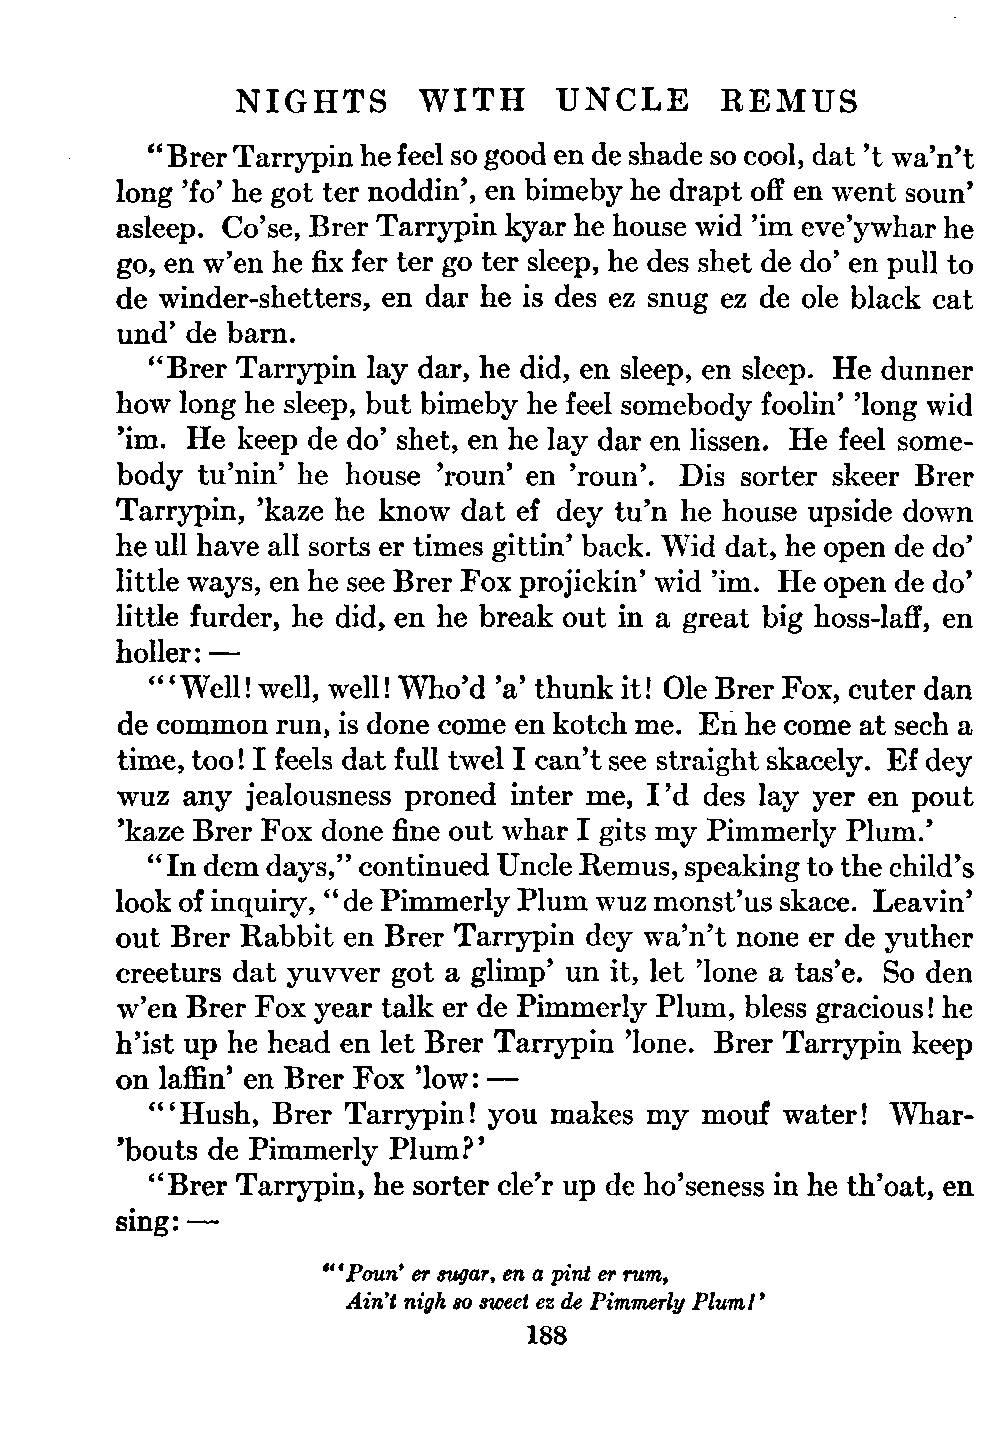 NIGHTS WITH UNCLE REMUS
“Brer Tarrypin he feel so good en de shade so cool, dat ’t wa’n’t
long ’fo’ he got ter noddin’, en bimeby he drapt off en went soun’
asleep. Co’se, Brer Tarrypin kyar he house wid ’im eve’ywhar he
go, en w’en he fix fer ter go ter sleep, he des shet de do’ en pull to
de winder-shetters, en dar he is des ez snug ez de ole black cat
und’ de barn.
“Brer Tarrypin lay dar, he did, en sleep, en sleep. He dunner
how long he sleep, but bimeby he feel somebody foolin’ ’long wid
’im. He keep de do’ shet, en he lay dar en lissen. He feel some-
body tu’nin’ he house ’roun’ en ’roun’. Dis sorter skeer Brer
Tarrypin, ’kaze he know dat ef dey tu’n he house upside down
he ull have all sorts er times gittin’ back. Wid dat, he open de do’
little ways, en he see Brer Fox projickin’ wid ’im. He open de do’
little furder, he did, en he break out in a great big hoss-laff, en
holler: —
“‘Well! well, well! Who’d ’a’ thunk it! Ole Brer Fox, cuter dan
de common run, is done come en kotch me. En he come at sech a
time, too! I feels dat full twel I can’t see straight skacely. Ef dey
wuz any jealousness proned inter me, I’d des lay yer en pout
’kaze Brer Fox done fine out whar I gits my Pimmerly Plum.’
“In dem days,” continued Uncle Remus, speaking to the child’s
look of inquiry, “de Pimmerly Plum wuz monst’us skace. Leavin’
out Brer Rabbit en Brer Tarrypin dey wa’n’t none er de yuther
creeturs dat yuvver got a glimp’ un it, let ’lone a tas’e. So den
w’en Brer Fox year talk er de Pimmerly Plum, bless gracious! he
h’ist up he head en let Brer Tarrypin ’lone. Brer Tarrypin keep
on laffin’ en Brer Fox ’low: —
“‘Hush, Brer Tarrypin! you makes my mouf water! Whar-
’bouts de Pimmerly Plum?’
“Brer Tarrypin, he sorter cle’r up de ho’seness in he th’oat, en
sing: —
“‘Poun’ er sugar, en a pint er rum,
Ain’t nigh so sweet ez de Pimmerly Plum!’
188